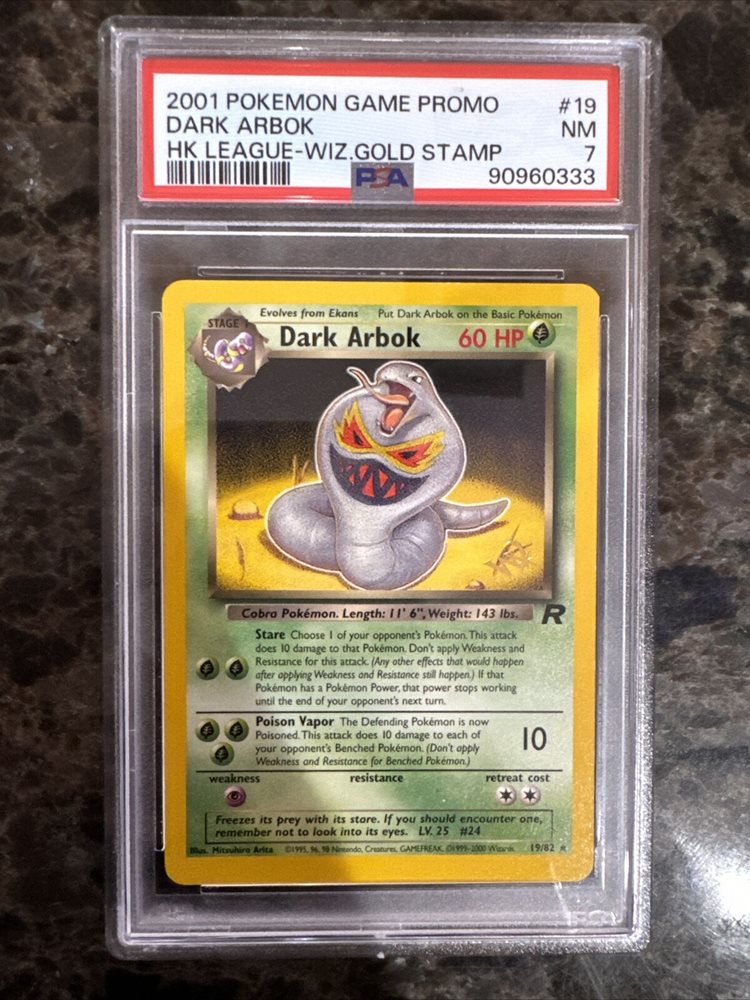 2001 POKEMON GAME PROMO #19
DARK ARBOK NM
HK LEAGUE-WIZ.GOLD STAMP 7
PSA 90960333
Evolves from Ekans Put Dark Arbok on the Basic Pokémon
STAGE 1
Dark Arbok 60 HP
Cobra Pokémon. Length: 11' 6", Weight: 143 lbs.
R
Stare Choose 1 of your opponent's Pokémon. This attack
does 10 damage to that Pokémon. Don't apply Weakness and
Resistance for this attack. (Any other effects that would happen
after applying Weakness and Resistance still happen.) If that
Pokémon has a Pokémon Power, that power stops working
until the end of your opponent's next turn.
Poison Vapor The Defending Pokémon is now
Poisoned. This attack does 10 damage to each of
your opponent's Benched Pokémon. (Don't apply
Weakness and Resistance for Benched Pokémon.)
10
weakness resistance retreat cost
Freezes its prey with its stare. If you should encounter one,
remember not to look into its eyes. LV. 25 #24
Illus. Mitsuhiro Arita ©1995, 96, 98 Nintendo, Creatures, GAMEFREAK. ©1999-2000 Wizards. 19/82 ★